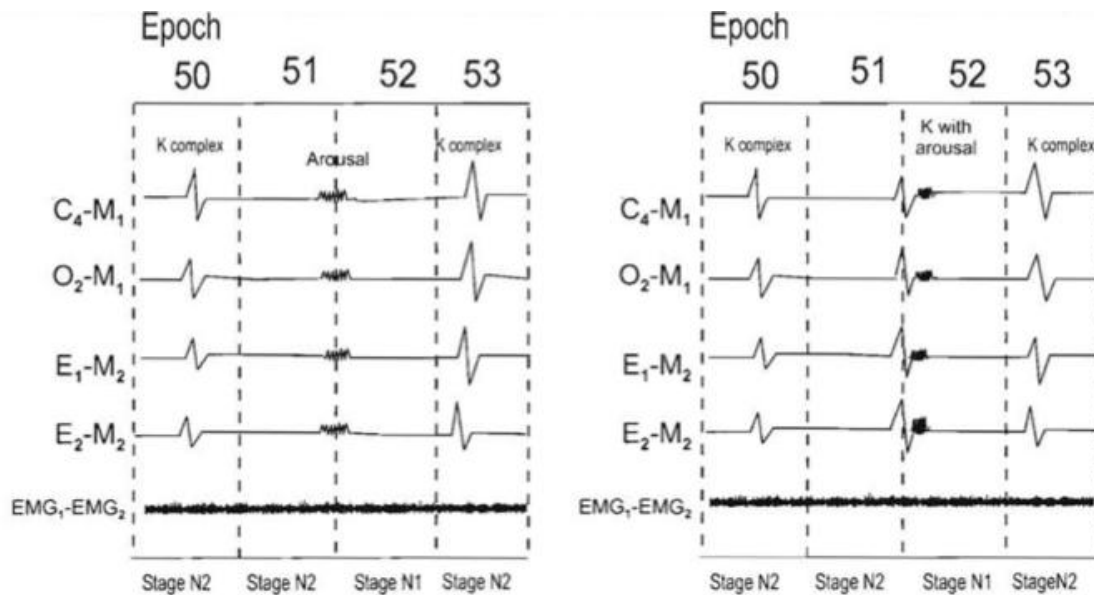 Epoch
50 51 52 53
K complex
Arousal
K complex
C₄-M₁
O₂-M₁
E₁-M₂
E₂-M₂
EMG₁-EMG₂
Stage N2 Stage N2 Stage N1 Stage N2
Epoch
50 51 52 53
K complex
K with
arousal
K complex
C₄-M₁
O₂-M₁
E₁-M₂
E₂-M₂
EMG₁-EMG₂
Stage N2 Stage N2 Stage N1 StageN2